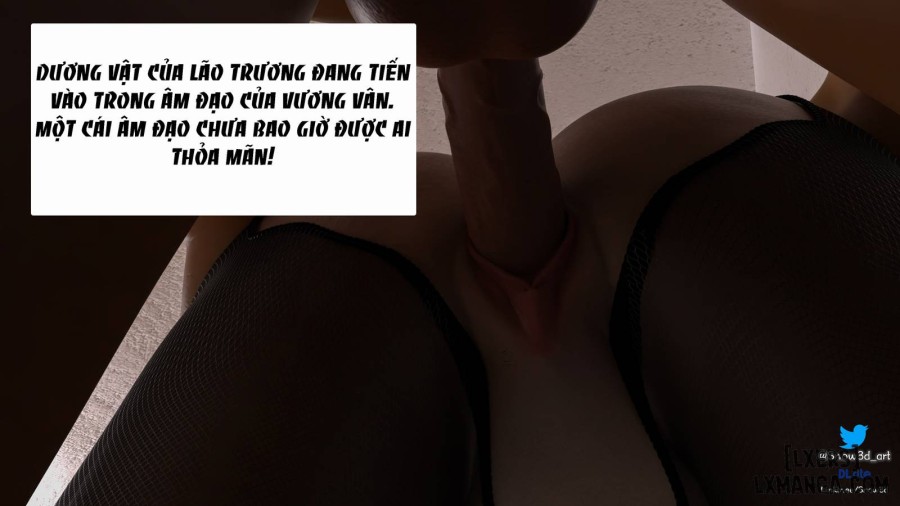 DƯƠNG VẬT CỦA LÃO TRƯƠNG ĐANG TIẾN
VÀO TRONG ÂM ĐẠO CỦA VƯƠNG VÂN.
MỘT CÁI ÂM ĐẠO CHƯA BAO GIỜ ĐƯỢC AI
THỎA MÃN!
LXMANGA.COM